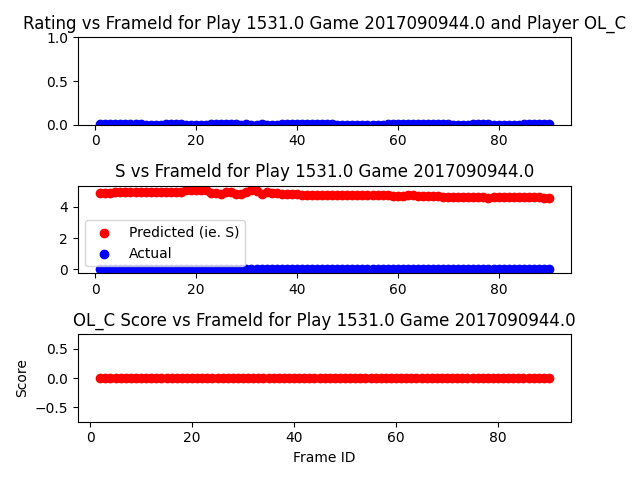 Rating vs FrameId for Play 1531.0 Game 2017090944.0 and Player OL_C
1.0
0.5
0.0
0 20 40 60 80
S vs FrameId for Play 1531.0 Game 2017090944.0
4
2
0
Predicted (ie. S)
Actual
0 20 40 60 80
OL_C Score vs FrameId for Play 1531.0 Game 2017090944.0
Score
0.5
0.0
−0.5
0 20 40 60 80
Frame ID